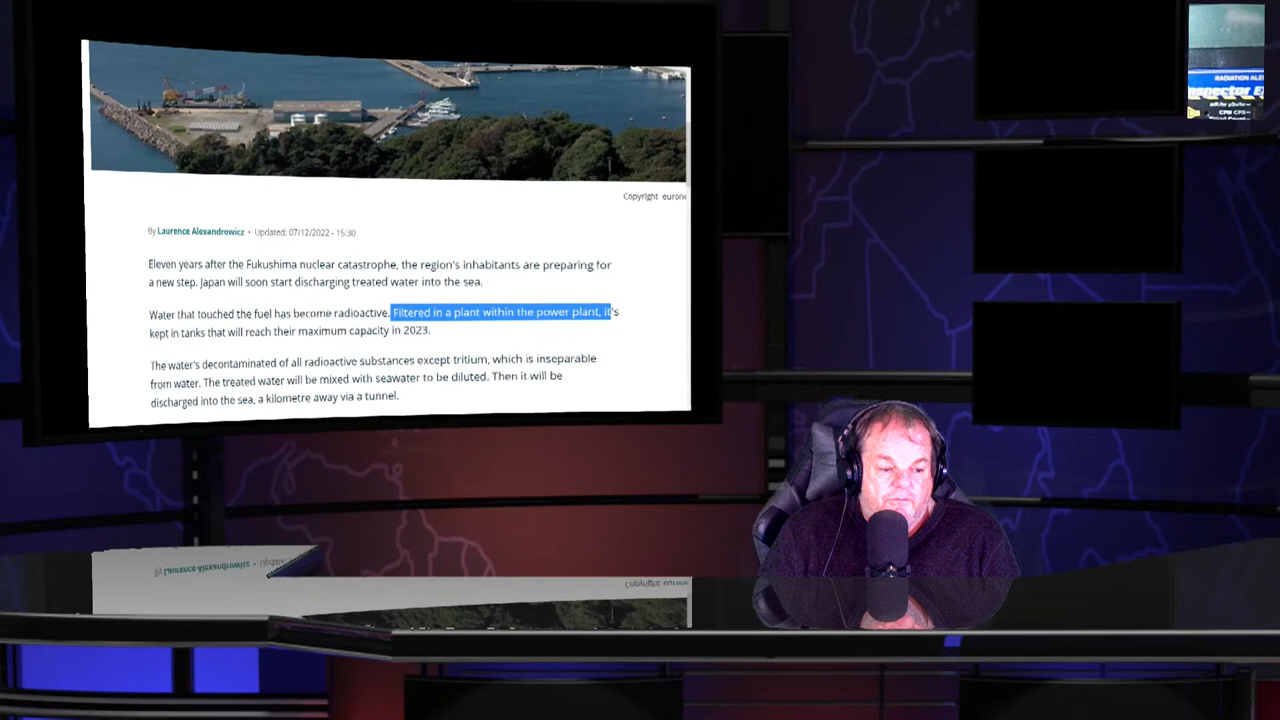 Copyright euron
By Laurence Alexandrowicz • Updated: 07/12/2022 - 15:30
Eleven years after the Fukushima nuclear catastrophe, the region's inhabitants are preparing for
a new step. Japan will soon start discharging treated water into the sea.
Water that touched the fuel has become radioactive. Filtered in a plant within the power plant, it's
kept in tanks that will reach their maximum capacity in 2023.
The water's decontaminated of all radioactive substances except tritium, which is inseparable
from water. The treated water will be mixed with seawater to be diluted. Then it will be
discharged into the sea, a kilometre away via a tunnel.
RADIATION ALE
nspector E
CPM CPS